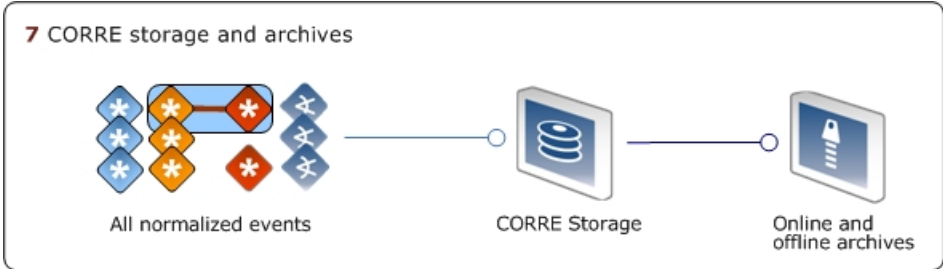 7 CORRE storage and archives
All normalized events
CORRE Storage
Online and
offline archives